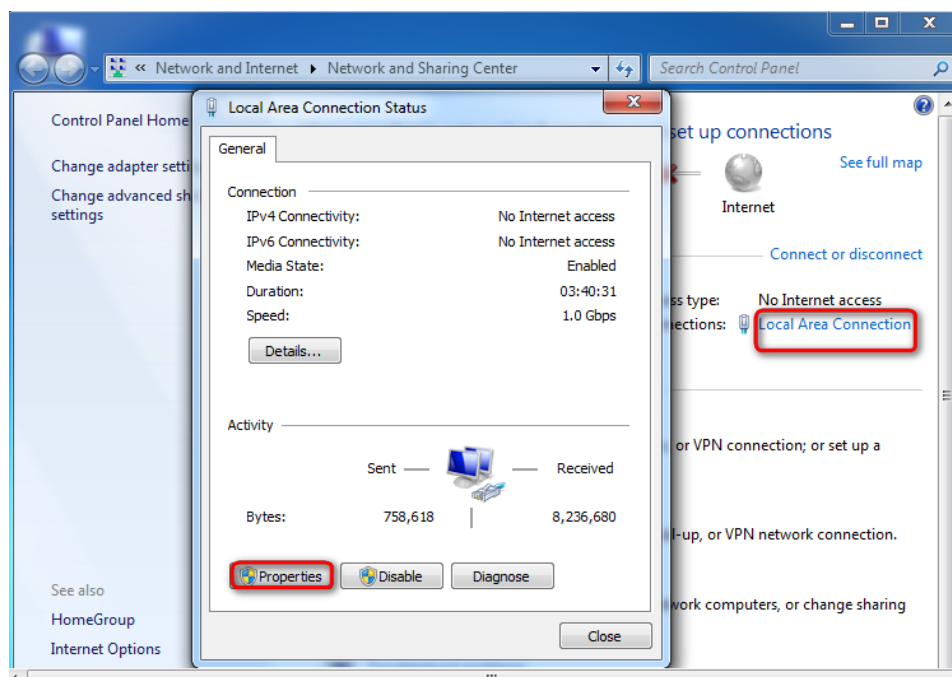 « Network and Internet ▸ Network and Sharing Center
Search Control Panel
Control Panel Home
Change adapter setti
Change advanced sh
settings
See also
HomeGroup
Internet Options
Local Area Connection Status
General
Connection
IPv4 Connectivity: No Internet access
IPv6 Connectivity: No Internet access
Media State: Enabled
Duration: 03:40:31
Speed: 1.0 Gbps
Details...
Activity
Sent — — Received
Bytes: 758,618 | 8,236,680
Properties Disable Diagnose
Close
set up connections
See full map
Internet
Connect or disconnect
ss type: No Internet access
ections: Local Area Connection
or VPN connection; or set up a
l-up, or VPN network connection.
work computers, or change sharing